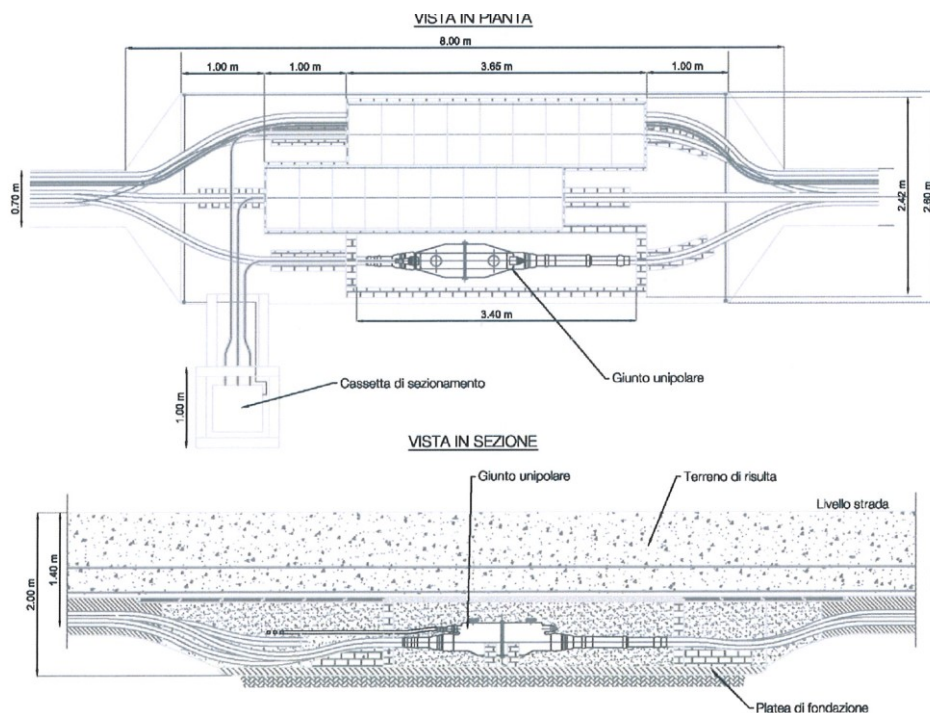 VISTA IN PIANTA
8.00 m
1.00 m
1.00 m
3.65 m
1.00 m
0.70 m
2.42 m
2.60 m
3.40 m
Cassetta di sezionamento
Giunto unipolare
1.00 m
VISTA IN SEZIONE
Giunto unipolare
Terreno di risulta
Livello strada
1.40 m
2.00 m
Platea di fondazione